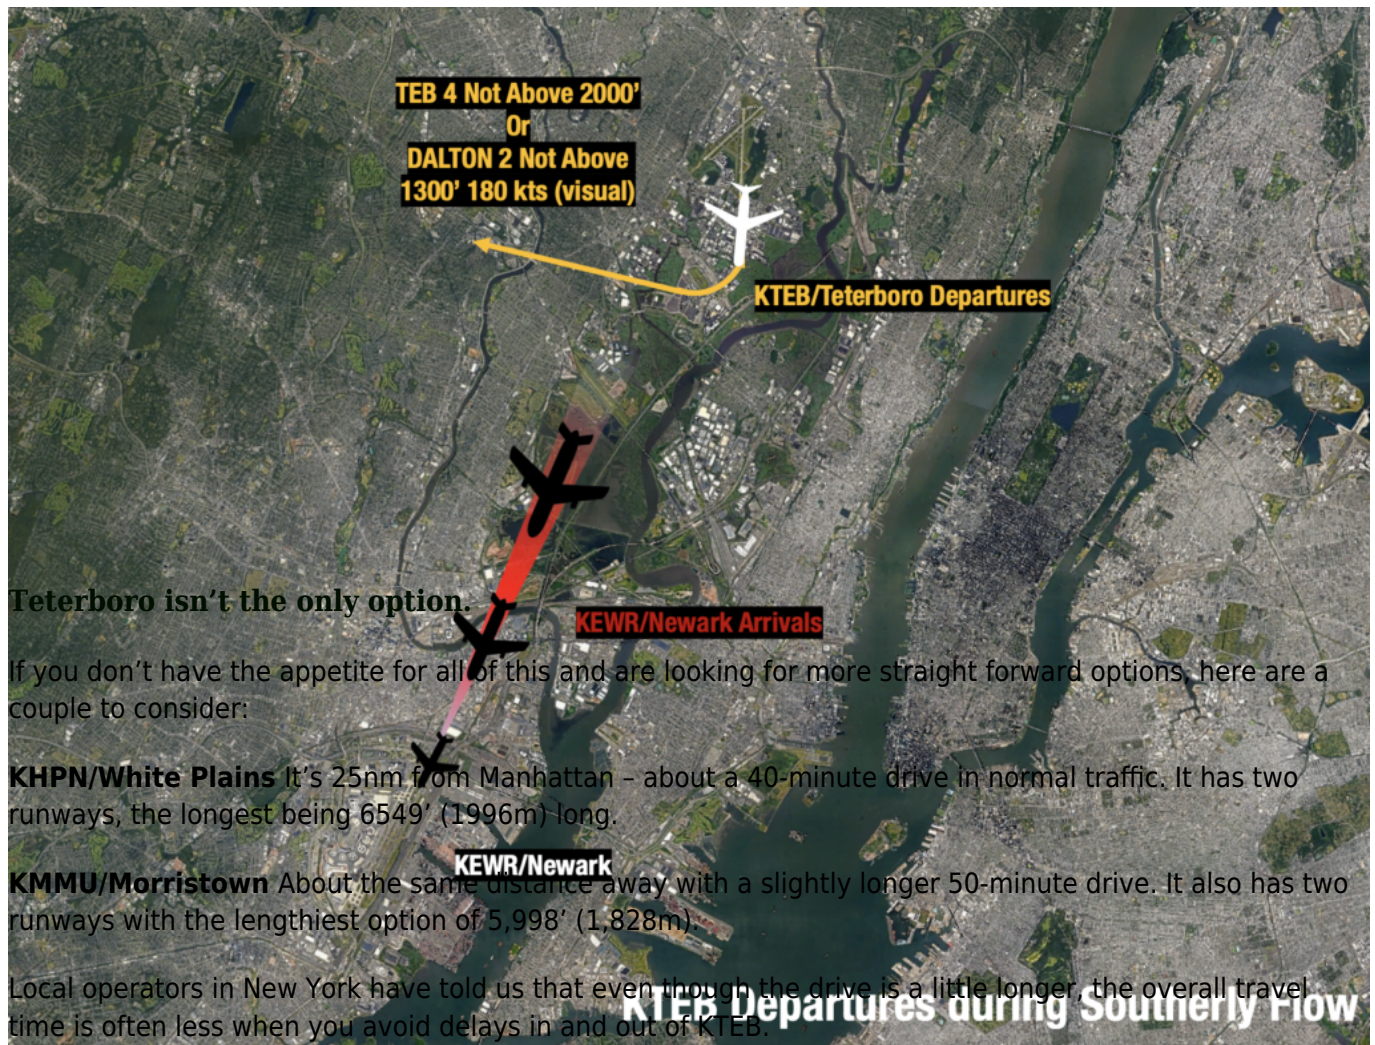 TEB 4 Not Above 2000’
Or
DALTON 2 Not Above
1300’ 180 kts (visual)
KTEB/Teterboro Departures
Teterboro isn’t the only option.
KEWR/Newark Arrivals
If you don’t have the appetite for all of this and are looking for more straight forward options, here are a
couple to consider:
KHPN/White Plains It’s 25nm from Manhattan – about a 40-minute drive in normal traffic. It has two
runways, the longest being 6549’ (1996m) long.
KEWR/Newark
KMMU/Morristown About the same distance away with a slightly longer 50-minute drive. It also has two
runways with the lengthiest option of 5,998’ (1,828m).
Local operators in New York have told us that even though the drive is a little longer, the overall travel
time is often less when you avoid delays in and out of KTEB.
KTEB Departures during Southerly Flow